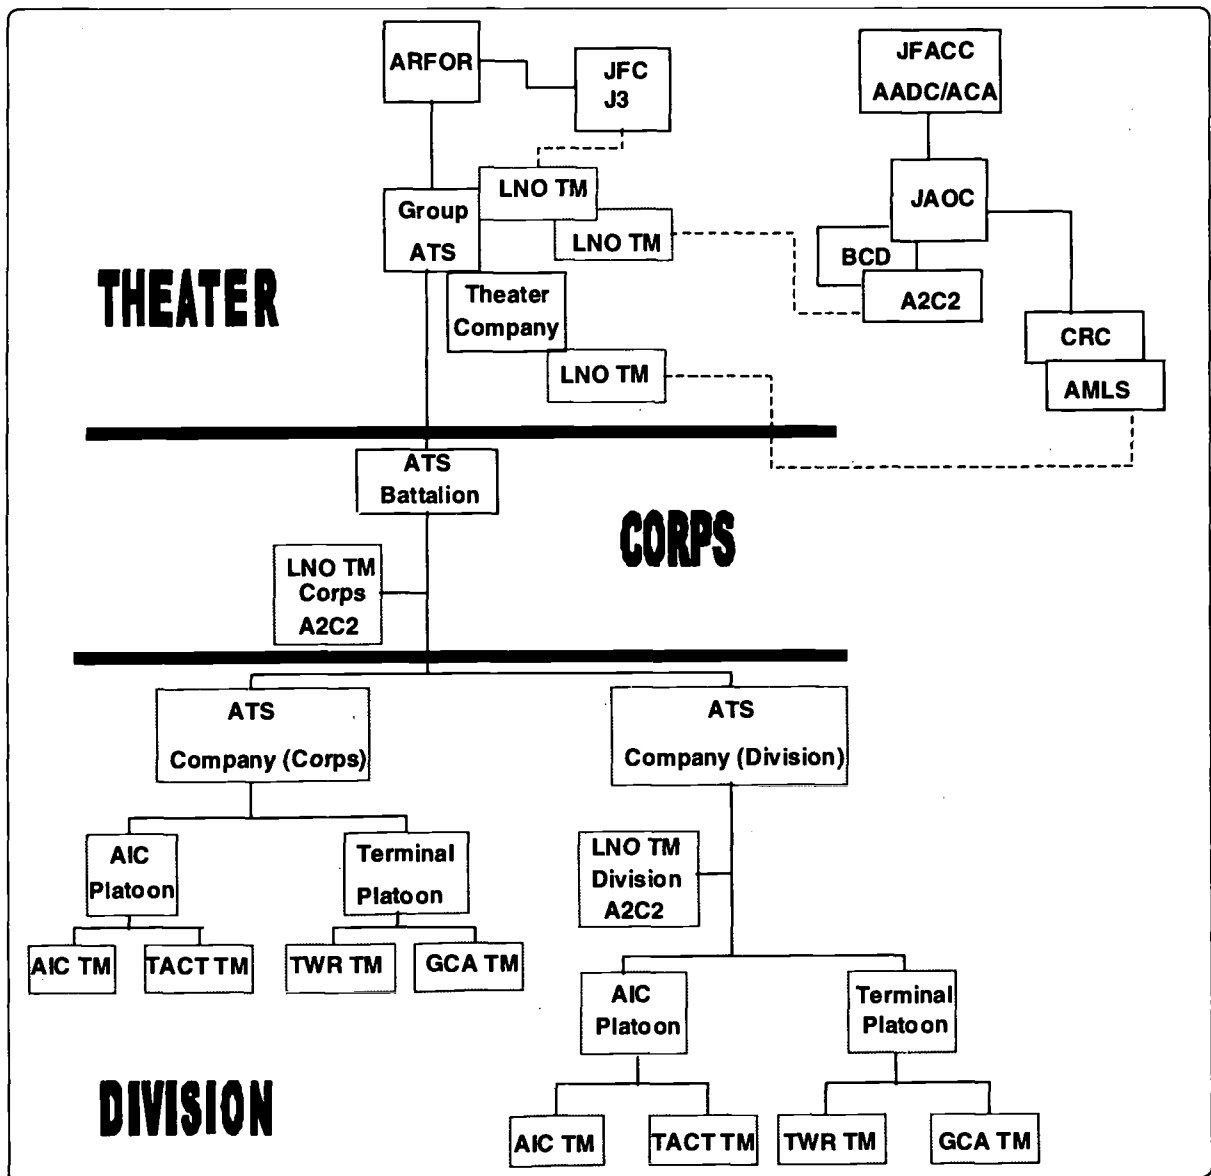 ARFOR
JFC
J3
JFACC
AADC/ACA
LNO TM
Group
ATS
LNO TM
JAOC
BCD
A2C2
THEATER
Theater
Company
LNO TM
CRC
AMLS
ATS
Battalion
CORPS
LNO TM
Corps
A2C2
ATS
Company (Corps)
ATS
Company (Division)
AIC
Platoon
Terminal
Platoon
LNO TM
Division
A2C2
AIC TM
TACT TM
TWR TM
GCA TM
AIC
Platoon
Terminal
Platoon
DIVISION
AIC TM
TACT TM
TWR TM
GCA TM